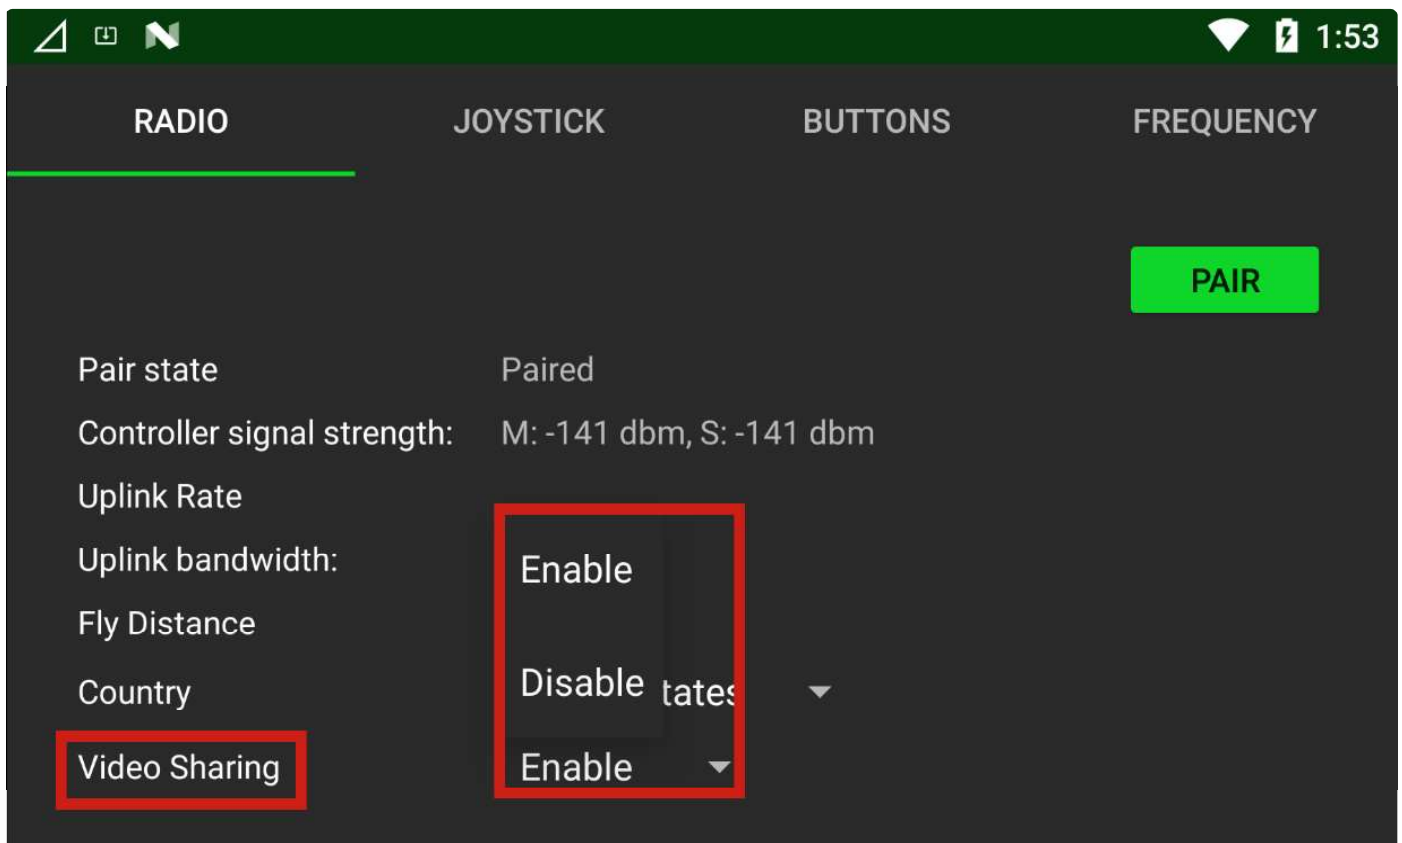 1:53
RADIO JOYSTICK BUTTONS FREQUENCY
PAIR
Pair state Paired
Controller signal strength: M: -141 dbm, S: -141 dbm
Uplink Rate
Uplink bandwidth: Enable
Fly Distance
Country Disable tates
Video Sharing Enable